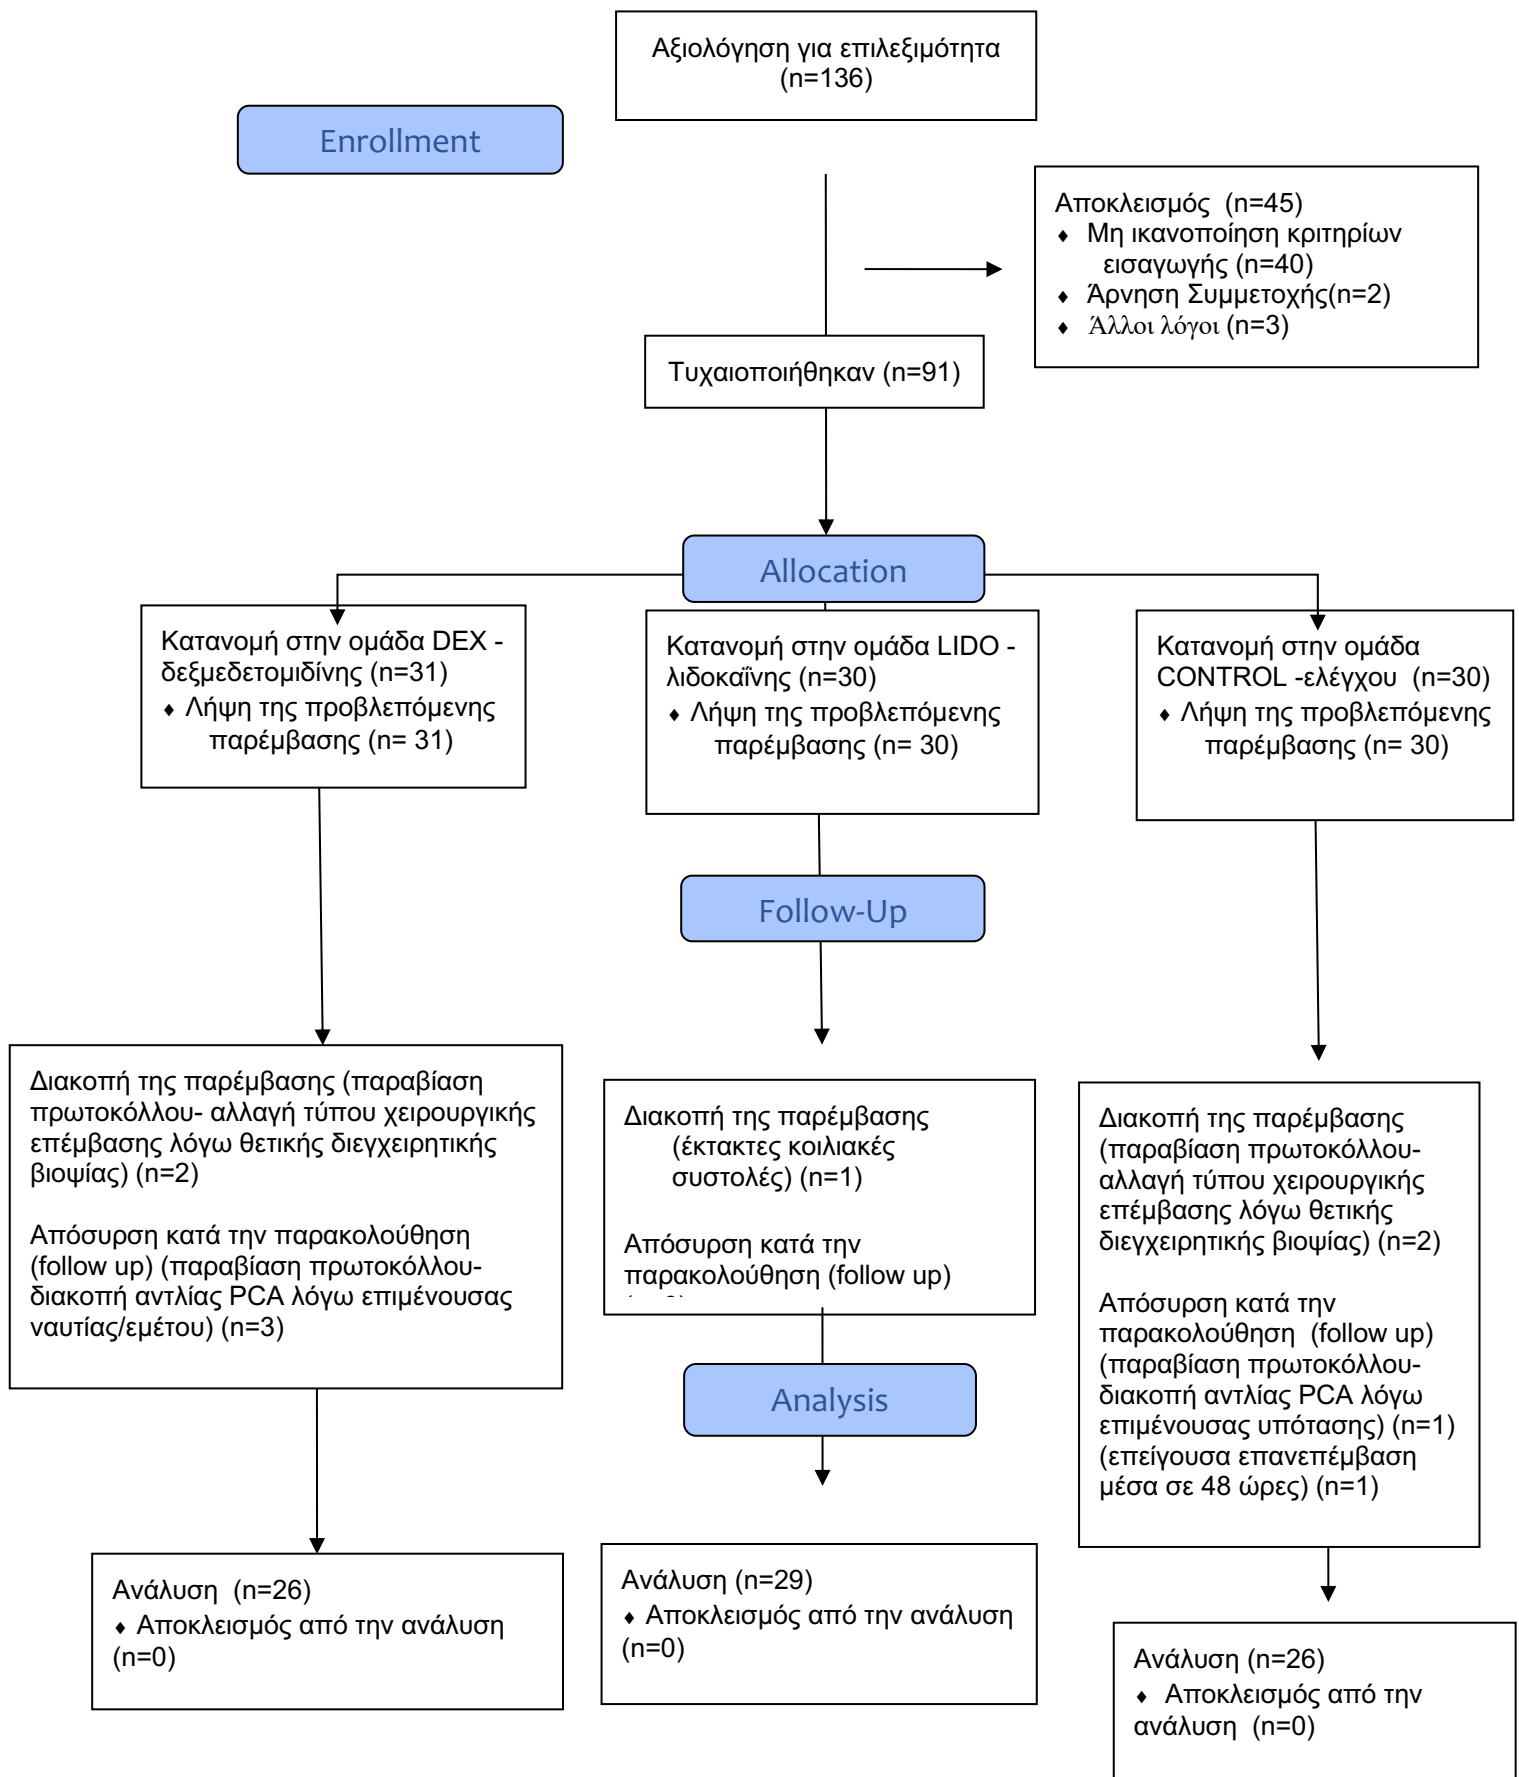 Αξιολόγηση για επιλεξιμότητα
(n=136)
Enrollment
Αποκλεισμός (n=45)
♦ Μη ικανοποίηση κριτηρίων
εισαγωγής (n=40)
♦ Άρνηση Συμμετοχής(n=2)
♦ Άλλοι λόγοι (n=3)
Τυχαιοποιήθηκαν (n=91)
Allocation
Κατανομή στην ομάδα DEX -
δεξμεδετομιδίνης (n=31)
♦ Λήψη της προβλεπόμενης
παρέμβασης (n= 31)
Κατανομή στην ομάδα LIDO -
λιδοκαΐνης (n=30)
♦ Λήψη της προβλεπόμενης
παρέμβασης (n= 30)
Κατανομή στην ομάδα
CONTROL -ελέγχου (n=30)
♦ Λήψη της προβλεπόμενης
παρέμβασης (n= 30)
Follow-Up
Διακοπή της παρέμβασης (παραβίαση
πρωτοκόλλου- αλλαγή τύπου χειρουργικής
επέμβασης λόγω θετικής διεγχειρητικής
βιοψίας) (n=2)
Απόσυρση κατά την παρακολούθηση
(follow up) (παραβίαση πρωτοκόλλου-
διακοπή αντλίας PCA λόγω επιμένουσας
ναυτίας/εμέτου) (n=3)
Διακοπή της παρέμβασης
(έκτακτες κοιλιακές
συστολές) (n=1)
Απόσυρση κατά την
παρακολούθηση (follow up)
Διακοπή της παρέμβασης
(παραβίαση πρωτοκόλλου-
αλλαγή τύπου χειρουργικής
επέμβασης λόγω θετικής
διεγχειρητικής βιοψίας) (n=2)
Απόσυρση κατά την
παρακολούθηση (follow up)
(παραβίαση πρωτοκόλλου-
διακοπή αντλίας PCA λόγω
επιμένουσας υπότασης) (n=1)
(επείγουσα επανεπέμβαση
μέσα σε 48 ώρες) (n=1)
Analysis
Ανάλυση (n=26)
♦ Αποκλεισμός από την ανάλυση
(n=0)
Ανάλυση (n=29)
♦ Αποκλεισμός από την ανάλυση
(n=0)
Ανάλυση (n=26)
♦ Αποκλεισμός από την
ανάλυση (n=0)